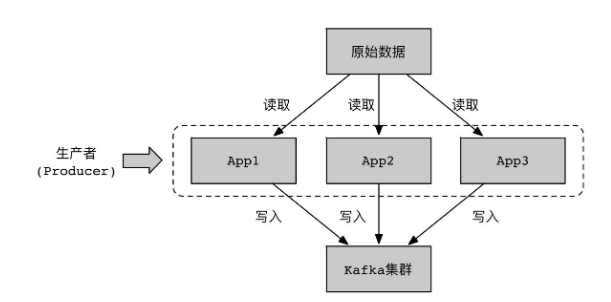 原始数据
读取
读取
读取
生产者
(Producer)
App1
App2
App3
写入
写入
写入
Kafka集群